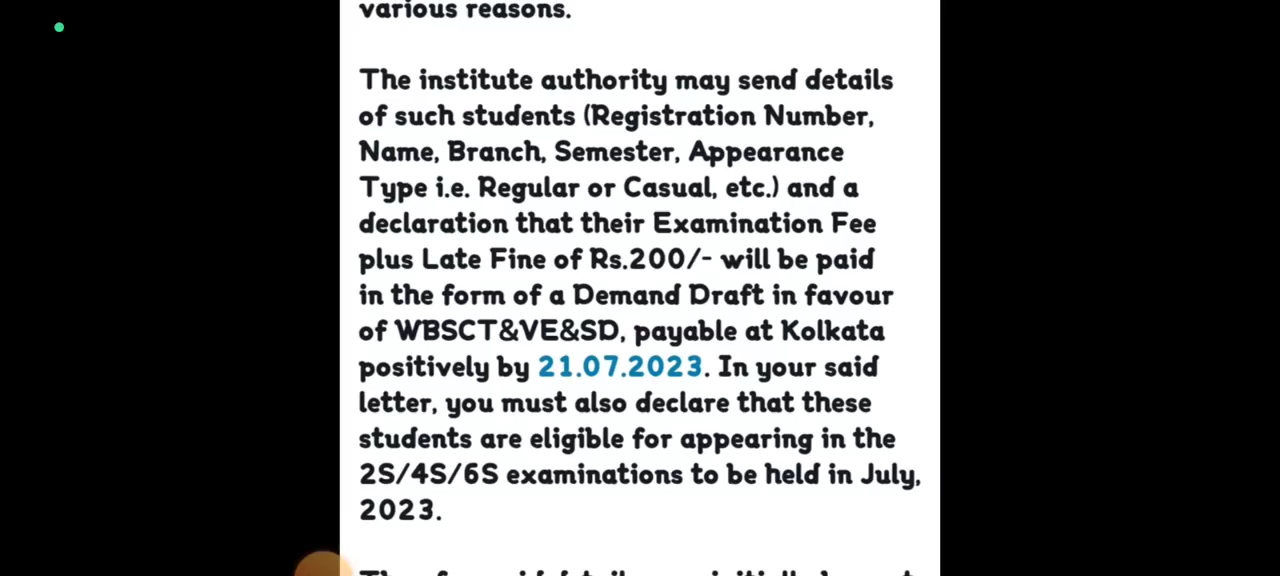 various reasons.
The institute authority may send details
of such students (Registration Number,
Name, Branch, Semester, Appearance
Type i.e. Regular or Casual, etc.) and a
declaration that their Examination Fee
plus Late Fine of Rs.200/- will be paid
in the form of a Demand Draft in favour
of WBSCT&VE&SD, payable at Kolkata
positively by 21.07.2023. In your said
letter, you must also declare that these
students are eligible for appearing in the
2S/4S/6S examinations to be held in July,
2023.